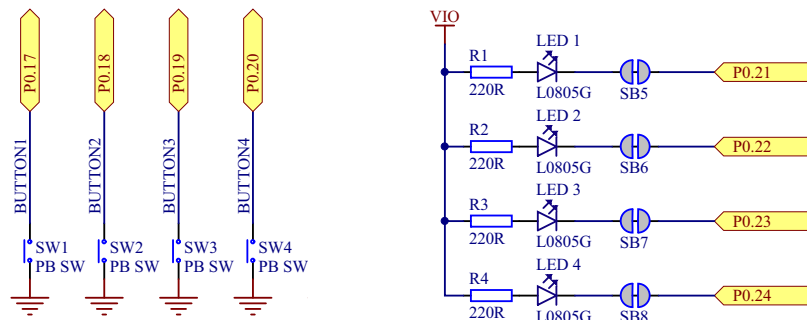 P0.17
P0.18
P0.19
P0.20
BUTTON1
BUTTON2
BUTTON3
BUTTON4
SW1
PB SW
SW2
PB SW
SW3
PB SW
SW4
PB SW
VIO
R1
220R
LED 1
L0805G
SB5
P0.21
R2
220R
LED 2
L0805G
SB6
P0.22
R3
220R
LED 3
L0805G
SB7
P0.23
R4
220R
LED 4
L0805G
SB8
P0.24